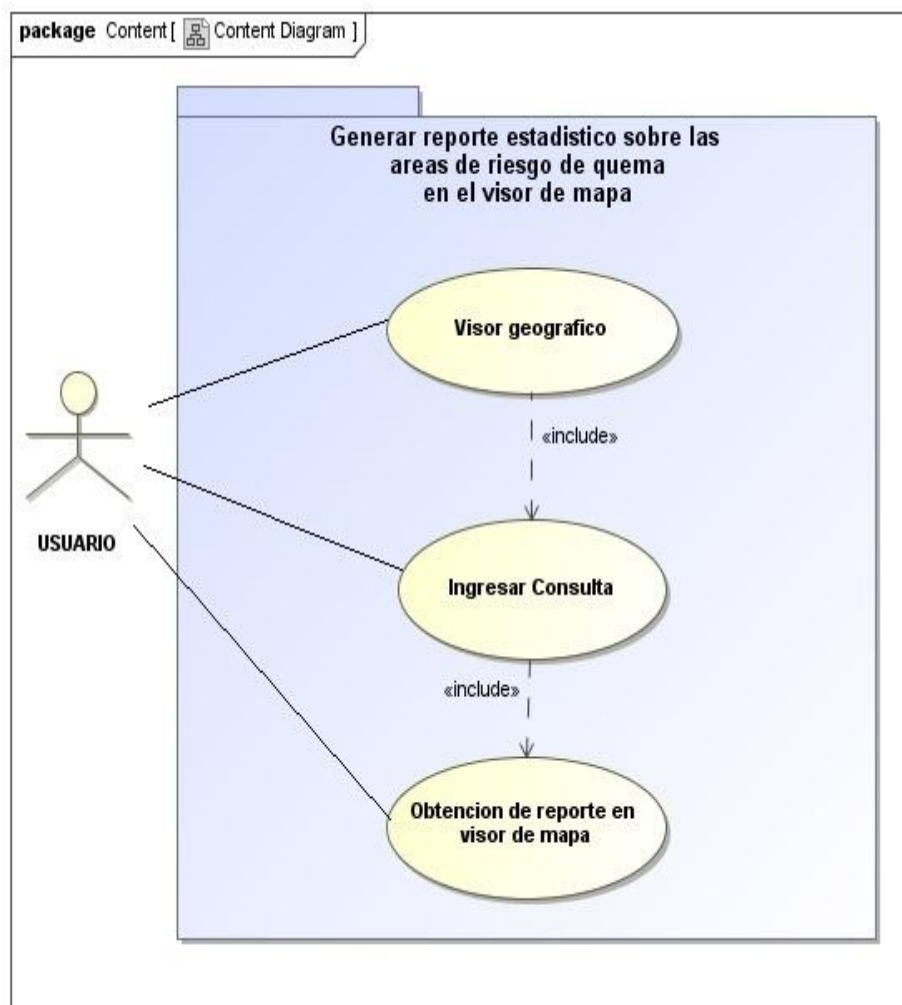 package Content [ Content Diagram ]
Generar reporte estadistico sobre las
areas de riesgo de quema
en el visor de mapa
Visor geografico
«include»
USUARIO
Ingresar Consulta
«include»
Obtencion de reporte en
visor de mapa